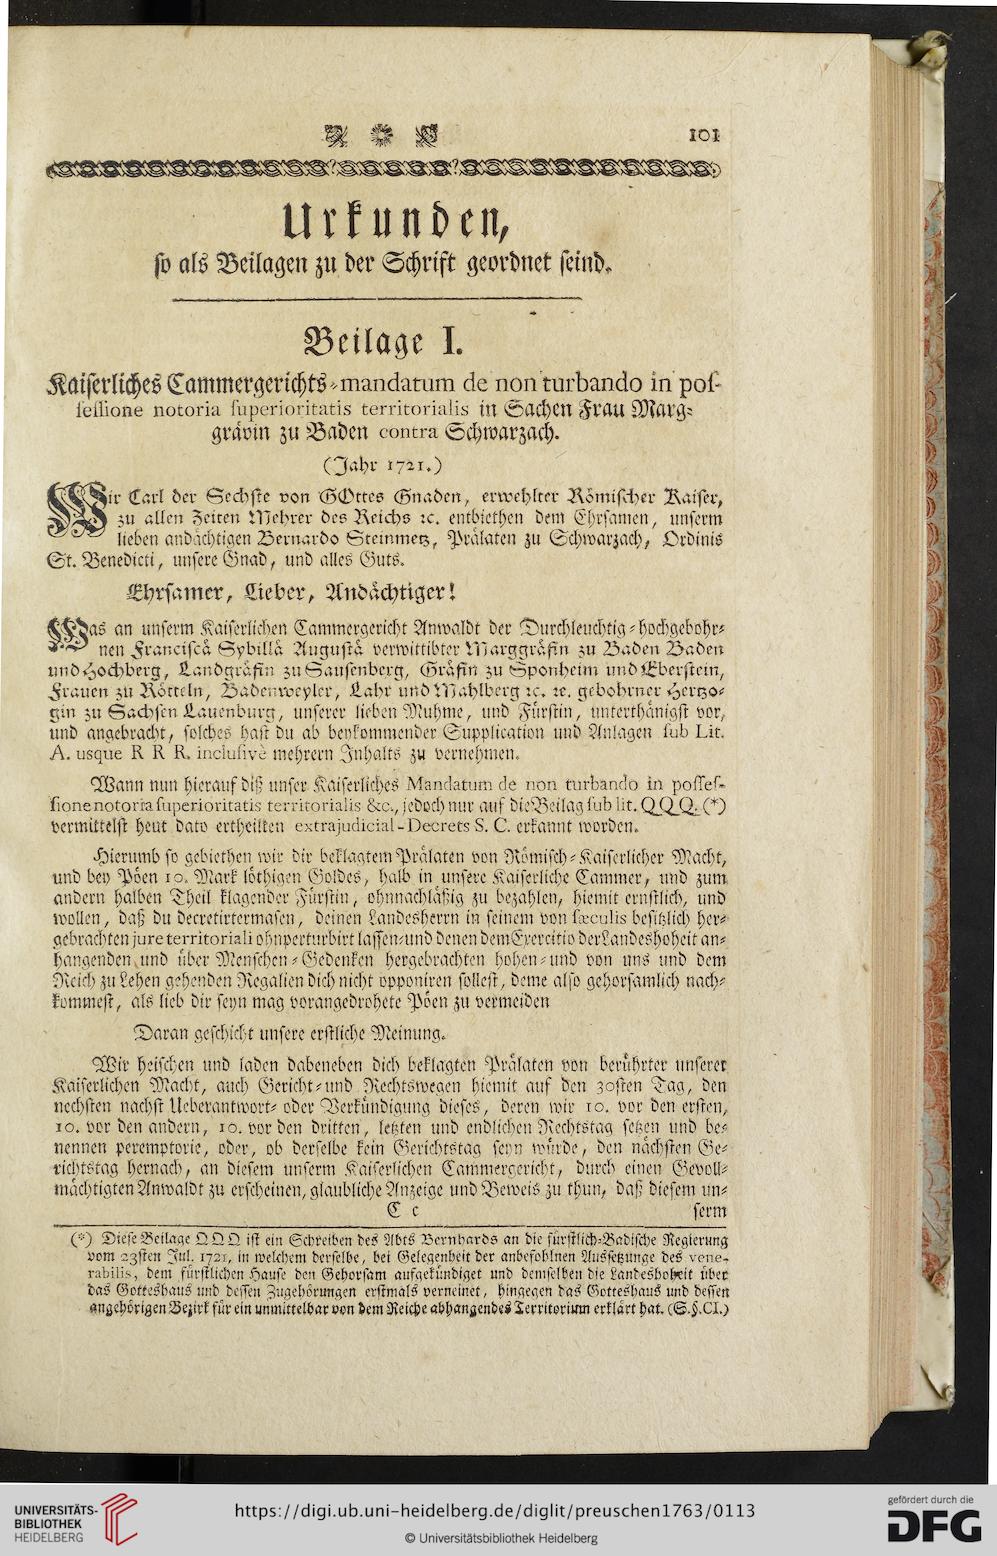 101
Urkunden,
so als Beilagen zu der Schrift geordnet seind.
Beilage I.
Kaiserliches Cammergerichts-mandatum de non turbando in pos-
sessione notoria superioritatis territorialis in Sachen Frau Marg-
grävin zu Baden contra Schwarzach.
(Jahr 1721.)
Wir Carl der Sechste von GOttes Gnaden, erwehlter Römischer Kaiser,
zu allen Zeiten Mehrer des Reichs ꝛc. entbiethen dem Ehrsamen, unserm
lieben andächtigen Bernardo Steinmetz, Prälaten zu Schwarzach, Ordinis
St. Benedicti, unsere Gnad, und alles Guts.
Ehrsamer, Lieber, Andächtiger!
Was an unserm Kaiserlichen Cammergericht Anwaldt der Durchleuchtig-hochgebohr-
nen Franciscâ Sybillâ Augustâ verwittibter Marggräfin zu Baden Baden
und Hochberg, Landgräfin zu Sausenberg, Gräfin zu Sponheim und Eberstein,
Frauen zu Rötteln, Badenweyler, Lahr und Mahlberg ꝛc. ꝛc. gebohrner Hertzo-
gin zu Sachsen Lauenburg, unserer lieben Muhme, und Fürstin, unterthänigst vor,
und angebracht, solches hast du ab beykommender Supplication und Anlagen sub Lit.
A. usque R R R. inclusivè mehrern Inhalts zu vernehmen.
Wann nun hierauf diß unser Kaiserliches Mandatum de non turbando in posses-
sione notoria superioritatis territorialis &c., jedoch nur auf die Beilag sub lit. QQQ. (*)
vermittelst heut dato ertheilten extrajudicial-Decrets S. C. erkannt worden.
Hierumb so gebiethen wir dir beklagtem Prälaten von Römisch-Kaiserlicher Macht,
und bey Pöen 10. Mark löthigen Goldes, halb in unsere Kaiserliche Cammer, und zum
andern halben Theil klagender Fürstin, ohnnachläßig zu bezahlen, hiemit ernstlich, und
wollen, daß du decretirtermasen, deinen Landesherrn in seinem von sæculis besitzlich her-
gebrachten jure territoriali ohnperturbirt lassen-und denen dem Exercitio der Landeshoheit an-
hangenden und über Menschen-Gedenken hergebrachten hohen-und von uns und dem
Reich zu Lehen gehenden Regalien dich nicht opponiren sollest, deme also gehorsamlich nach-
kommest, als lieb dir seyn mag vorangedrohete Pöen zu vermeiden
Daran geschicht unsere erstliche Meinung.
Wir heischen und laden dabeneben dich beklagten Prälaten von berührter unserer
Kaiserlichen Macht, auch Gericht-und Rechtswegen hiemit auf den 30sten Tag, den
nechsten nachst Ueberantwort- oder Verkündigung dieses, deren wir 10. vor den ersten,
10. vor den andern, 10. vor den dritten, letzten und endlichen Rechtstag setzen und be-
nennen peremptorie, oder, ob derselbe kein Gerichtstag seyn würde, den nächsten Ge-
richtstag hernach, an diesem unserm Kaiserlichen Cammergericht, durch einen Gevoll-
mächtigten Anwaldt zu erscheinen, glaubliche Anzeige und Beweis zu thun, daß diesem un-
C c serm
(*) Diese Beilage QQQ ist ein Schreiben des Abts Bernhards an die fürstlich-Badische Regierung
vom 23sten Jul. 1721, in welchem derselbe, bei Gelegenheit der anbefohlnen Aussetzunge des vene-
rabilis, dem fürstlichen Hause den Gehorsam aufgekündiget und demselben die Landeshoheit über
das Gotteshaus und dessen Zugehörungen erstmals verneinet, hingegen das Gotteshaus und dessen
angehörigen Bezirk für ein unmittelbar von dem Reiche abhangendes Territorium erklärt hat. (S.§.CI.)
UNIVERSITÄTS-
BIBLIOTHEK
HEIDELBERG
https://digi.ub.uni-heidelberg.de/diglit/preuschen1763/0113
© Universitätsbibliothek Heidelberg
gefördert durch die
DFG